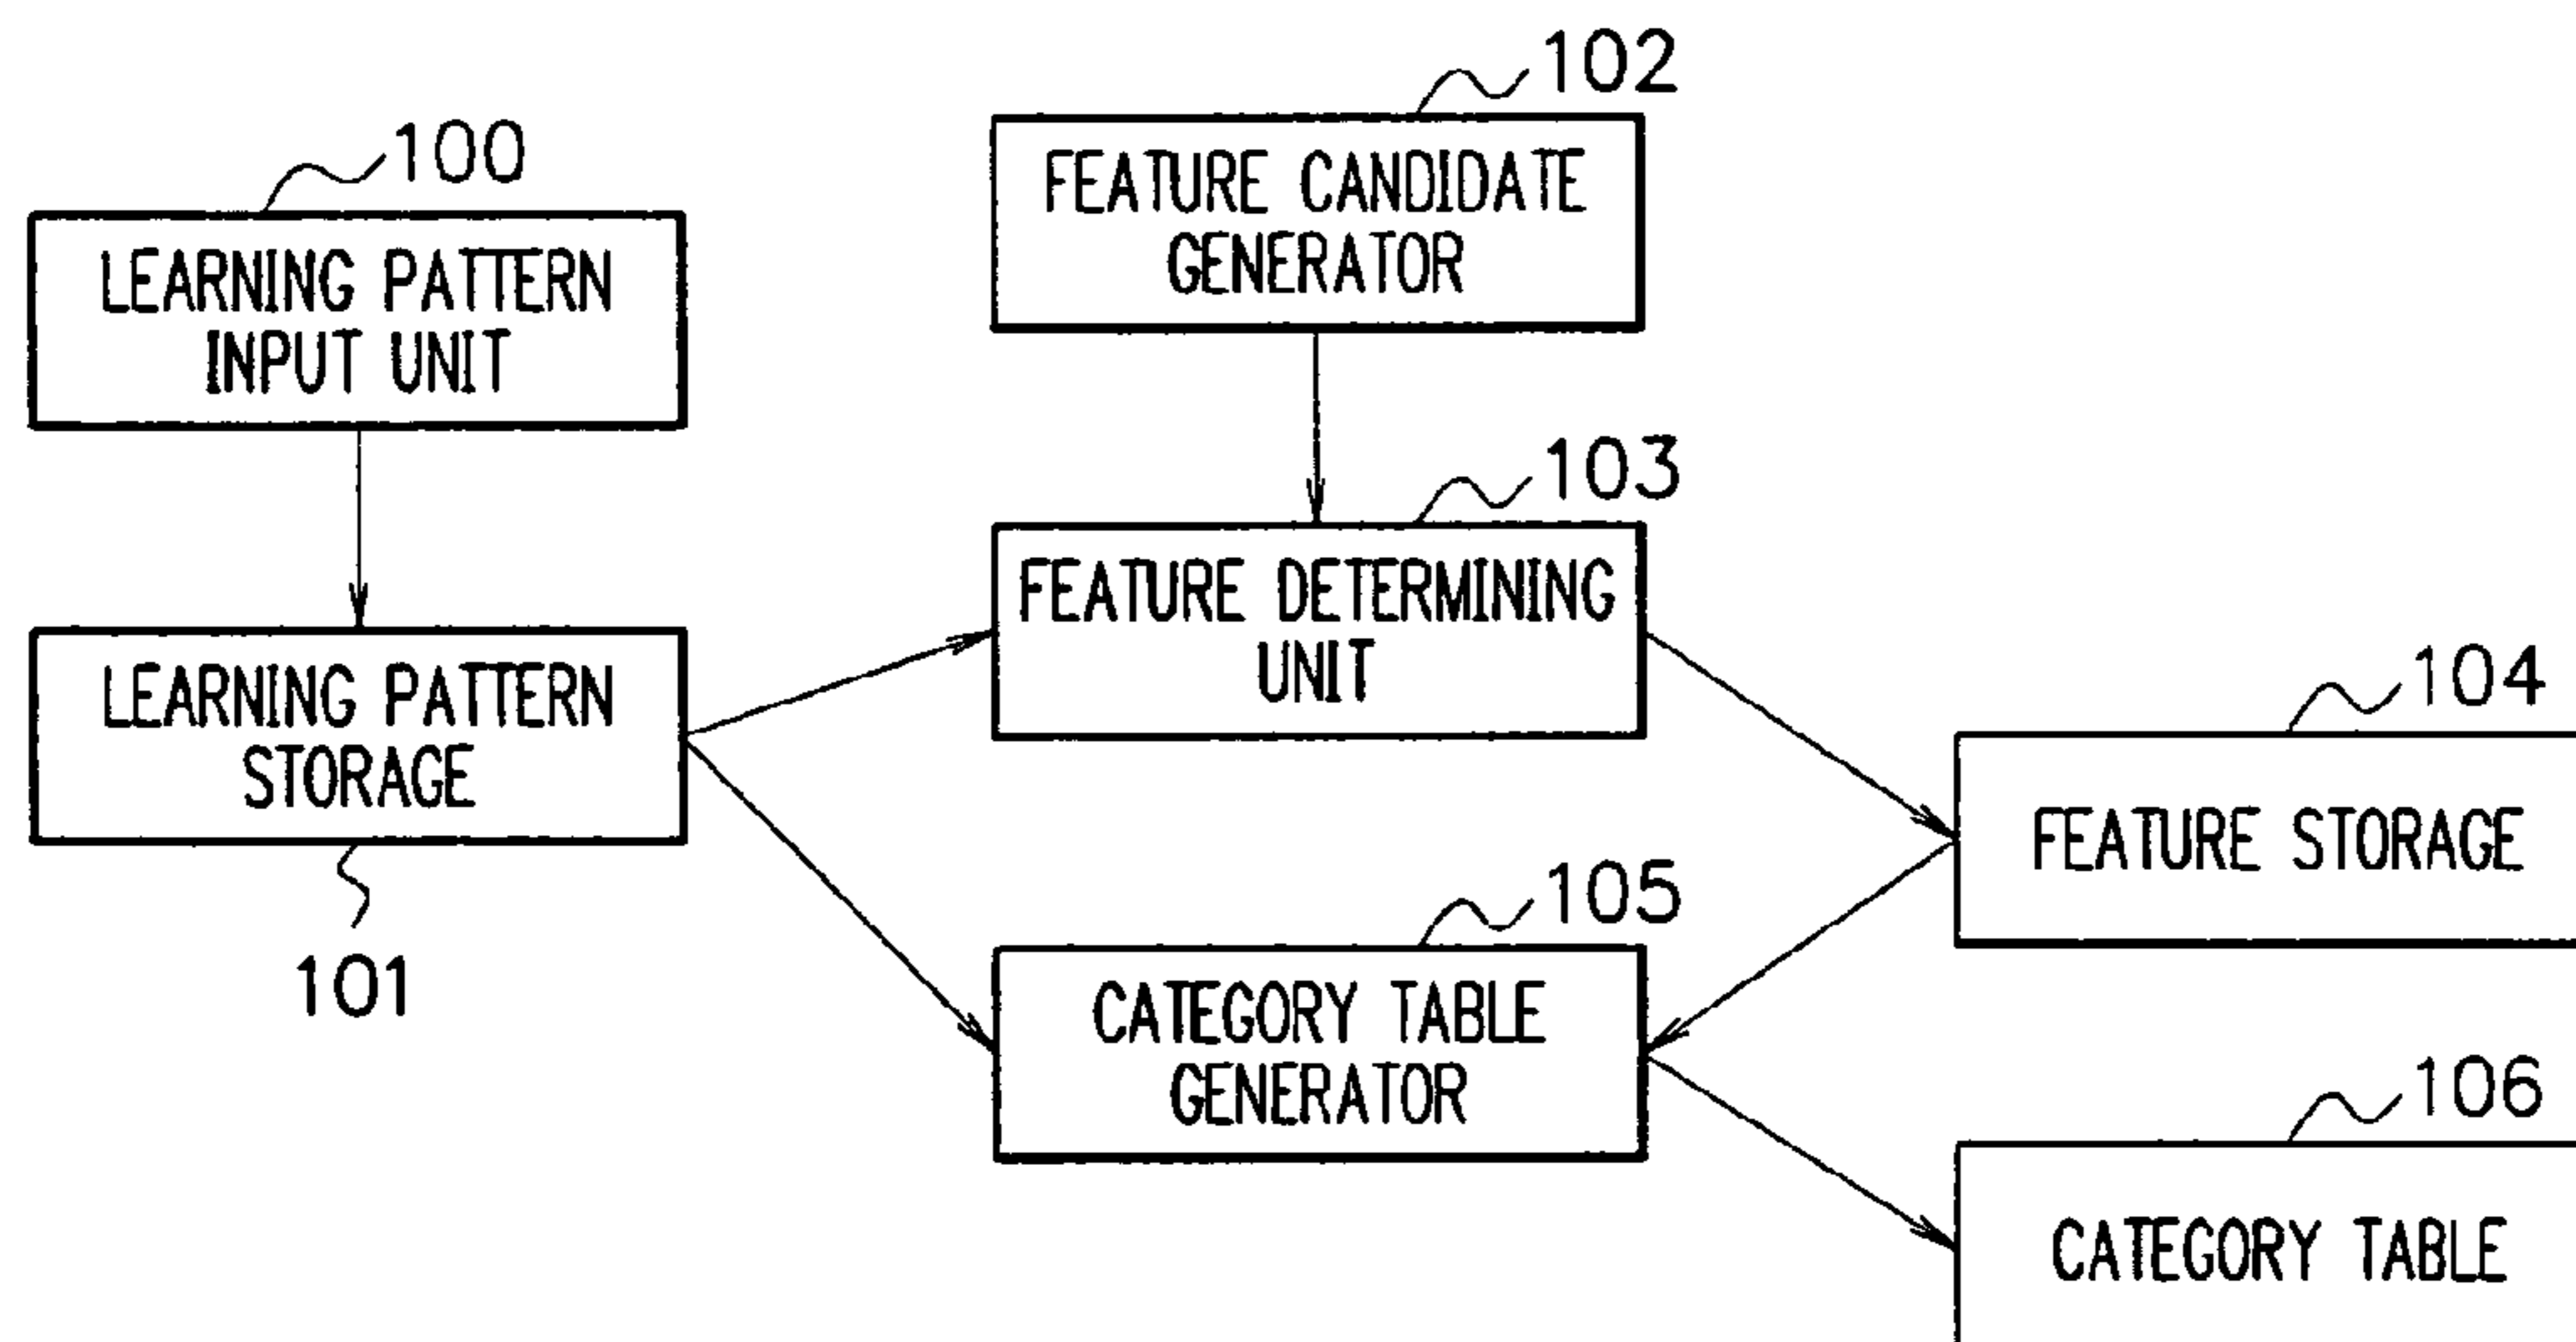 100
LEARNING PATTERN
INPUT UNIT
LEARNING PATTERN
STORAGE
101
102
FEATURE CANDIDATE
GENERATOR
103
FEATURE DETERMINING
UNIT
104
FEATURE STORAGE
105
CATEGORY TABLE
GENERATOR
106
CATEGORY TABLE